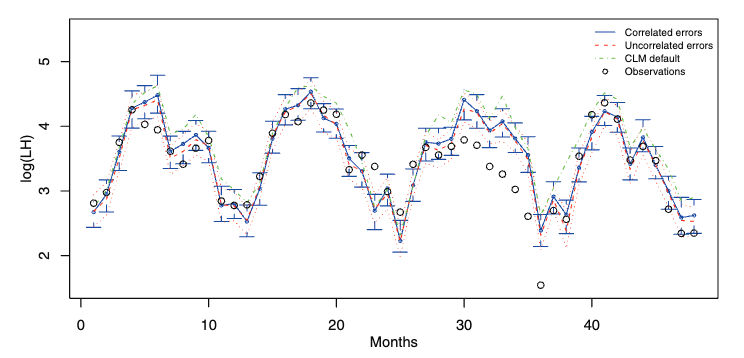 Correlated errors
Uncorrelated errors
CLM default
Observations
5
4
3
2
log(LH)
0 10 20 30 40
Months